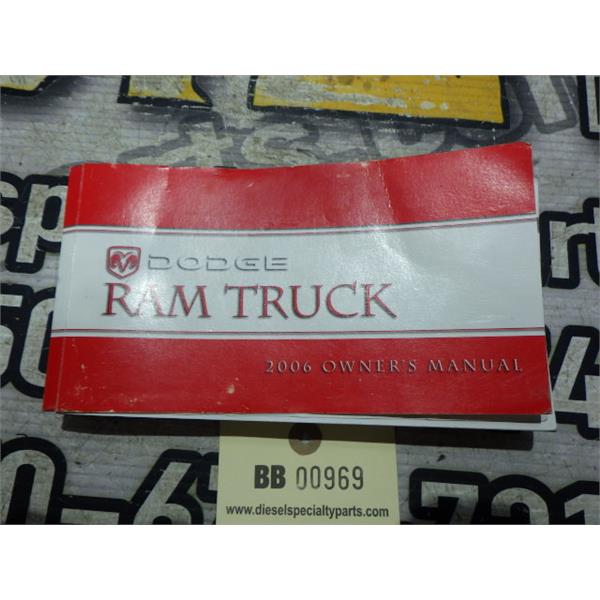 DODGE
RAM TRUCK
2006 OWNER'S MANUAL
BB 00969
www.dieselspecialtyparts.com